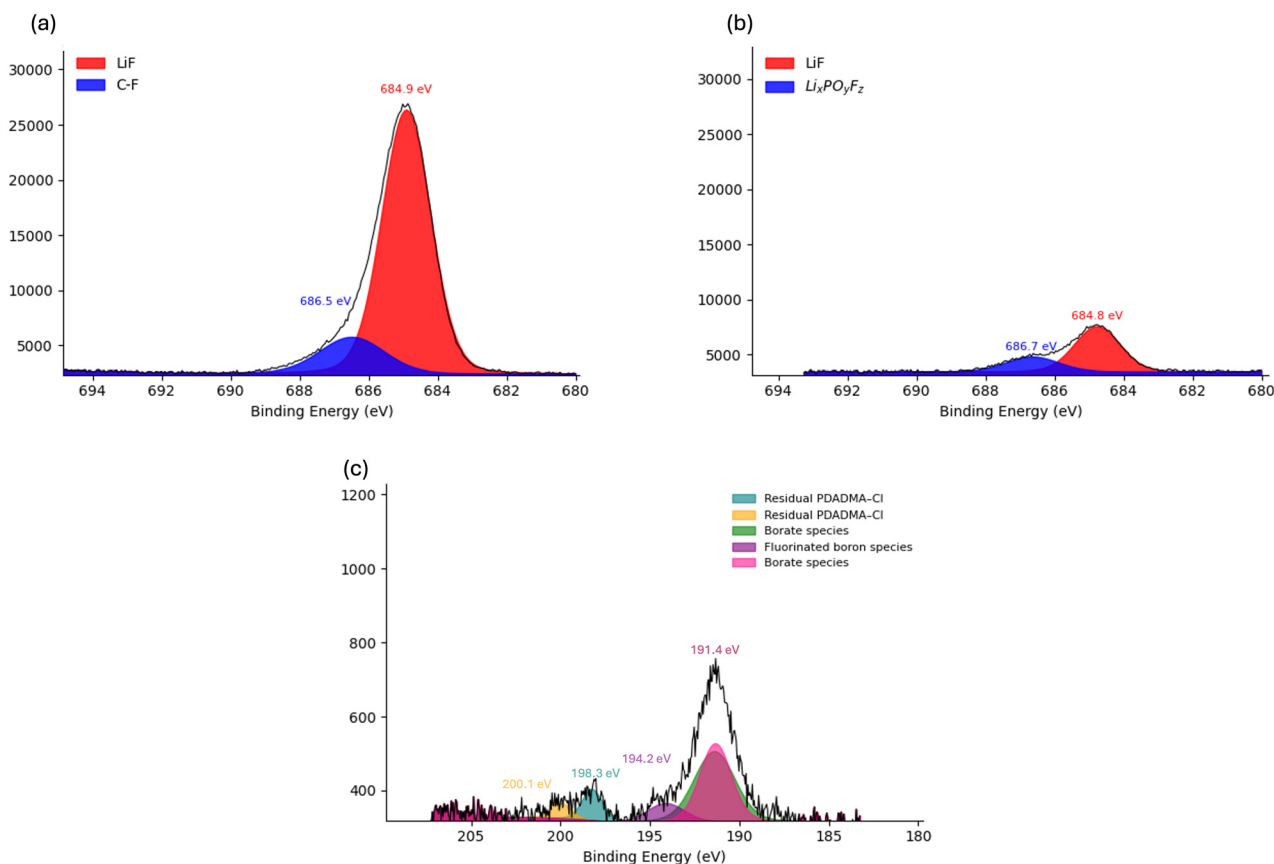 (a)
LiF
C-F
684.9 eV
686.5 eV
30000
25000
20000
15000
10000
5000
694 692 690 688 686 684 682 680
Binding Energy (eV)
(b)
LiF
LixPOyFz
684.8 eV
686.7 eV
30000
25000
20000
15000
10000
5000
694 692 690 688 686 684 682 680
Binding Energy (eV)
(c)
Residual PDADMA–Cl
Residual PDADMA–Cl
Borate species
Fluorinated boron species
Borate species
191.4 eV
194.2 eV
198.3 eV
200.1 eV
1200
1000
800
600
400
205 200 195 190 185 180
Binding Energy (eV)